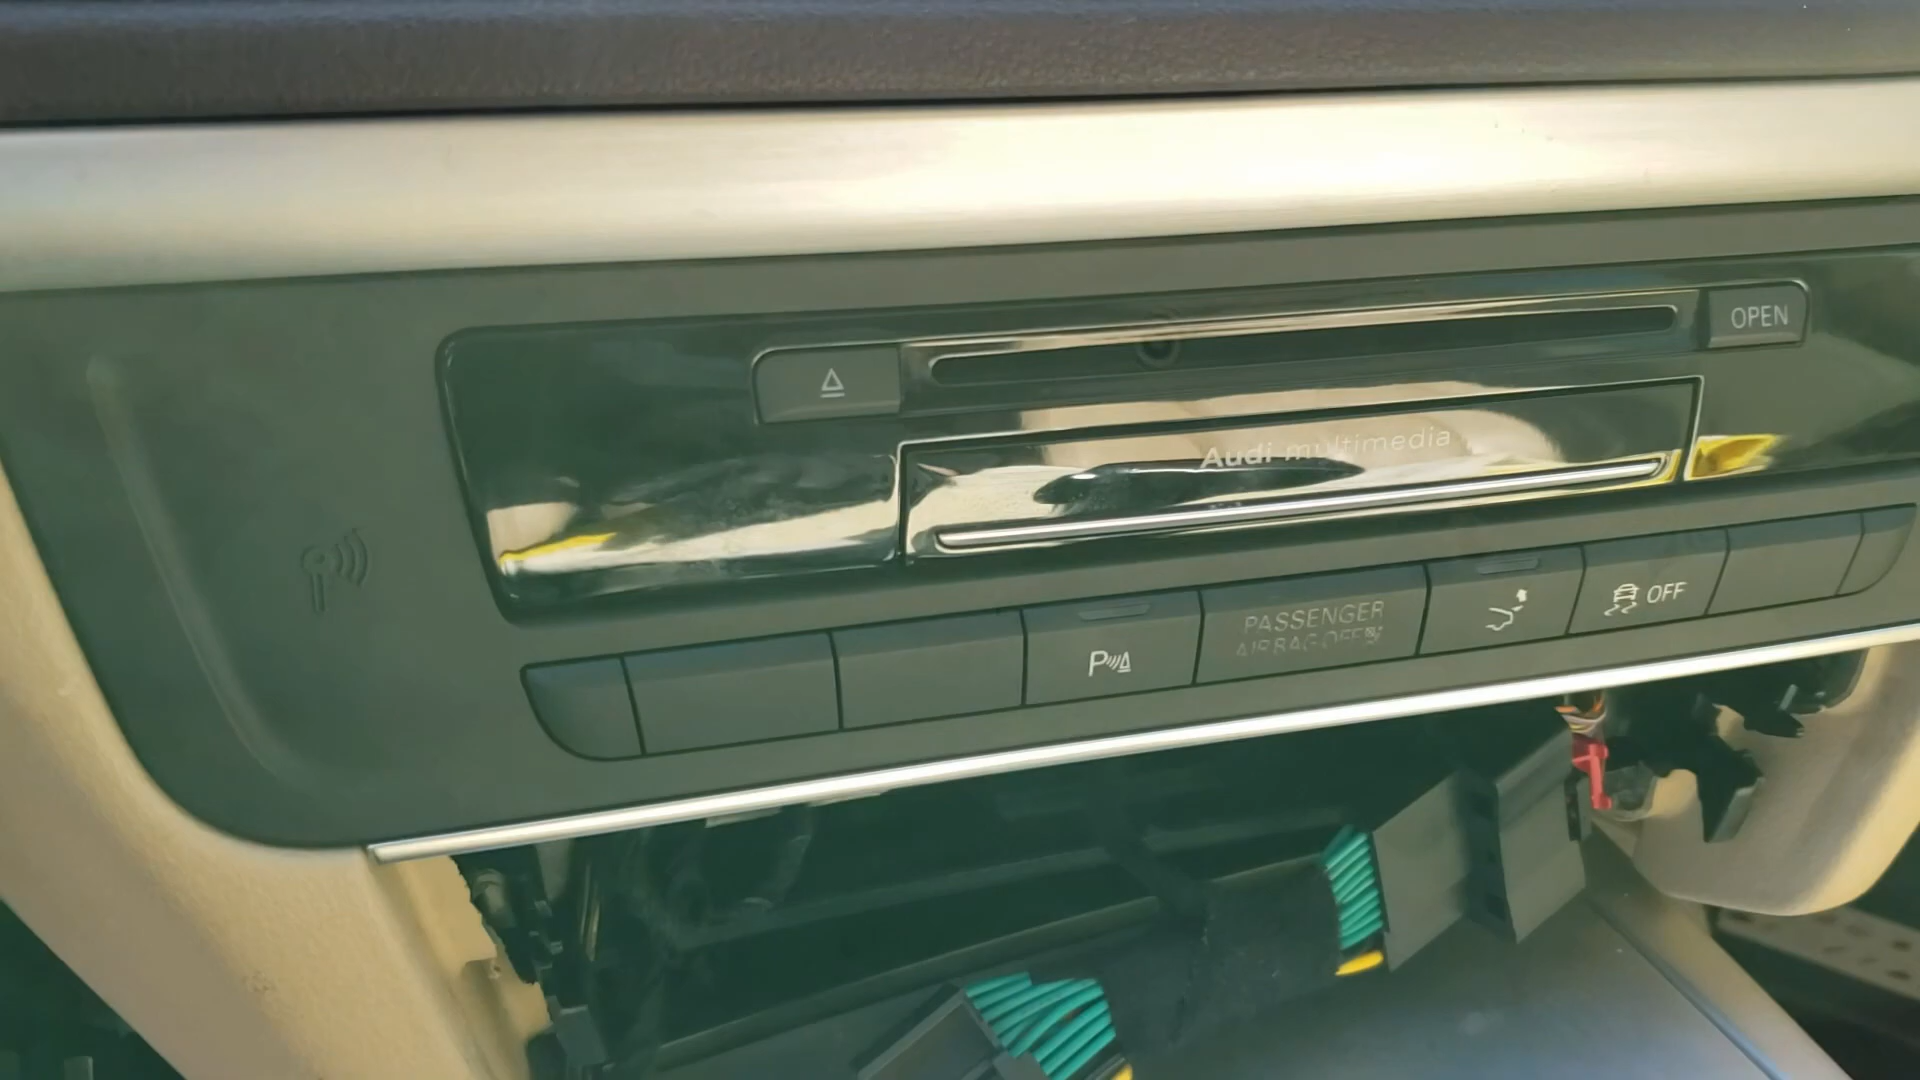 OPEN
Audi multimedia
P
PASSENGER
AIRBAG OFF
OFF